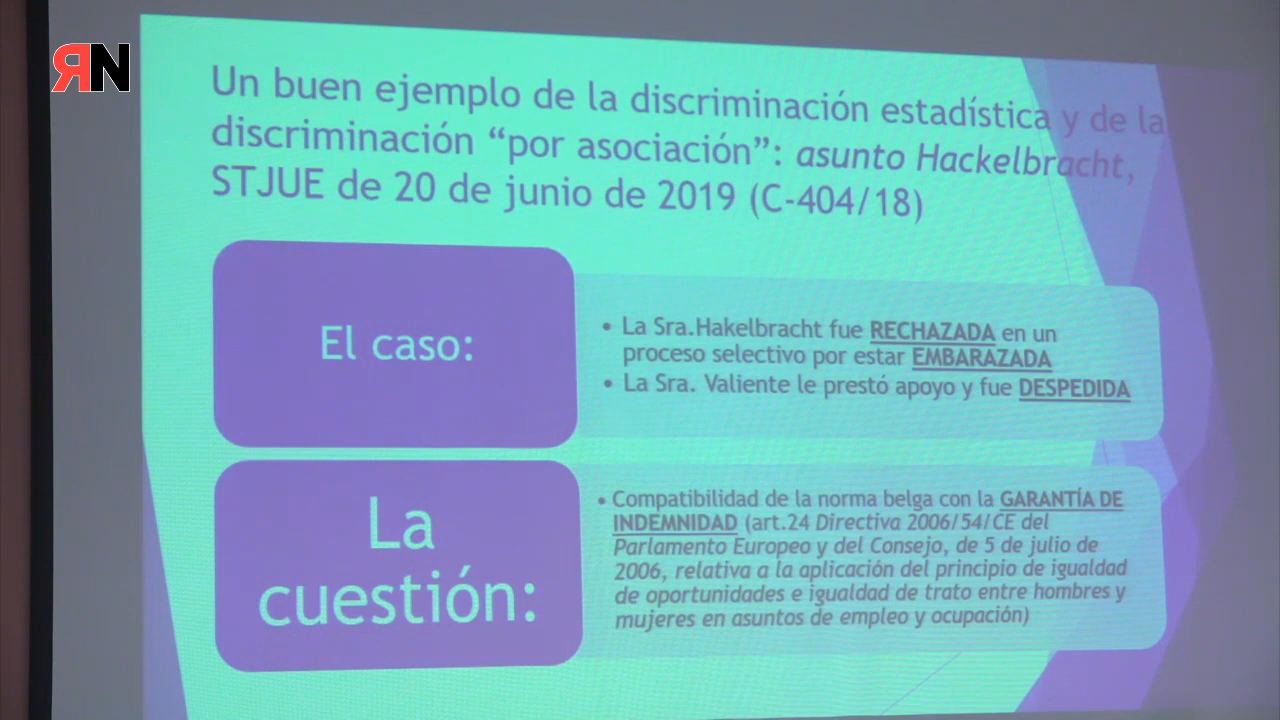 RN
Un buen ejemplo de la discriminación estadística y de la
discriminación “por asociación”: asunto Hackelbracht,
STJUE de 20 de junio de 2019 (C-404/18)
El caso:
• La Sra.Hakelbracht fue RECHAZADA en un
proceso selectivo por estar EMBARAZADA
• La Sra. Valiente le prestó apoyo y fue DESPEDIDA
La
cuestión:
• Compatibilidad de la norma belga con la GARANTÍA DE
INDEMNIDAD (art.24 Directiva 2006/54/CE del
Parlamento Europeo y del Consejo, de 5 de julio de
2006, relativa a la aplicación del principio de igualdad
de oportunidades e igualdad de trato entre hombres y
mujeres en asuntos de empleo y ocupación)